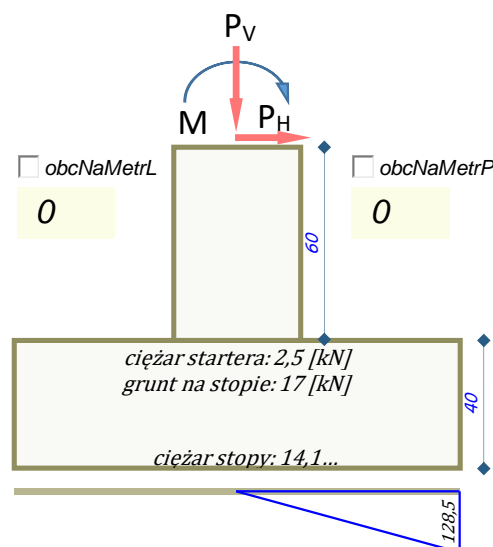 PV
M
PH
obcNaMetrL
obcNaMetrP
0
0
60
ciężar startera: 2,5 [kN]
grunt na stopie: 17 [kN]
40
ciężar stopy: 14,1...
128,5